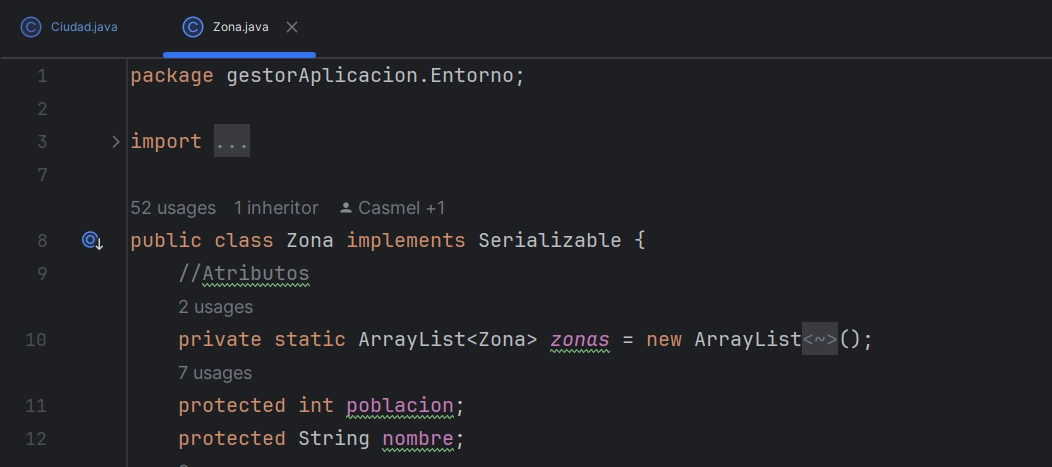 Ciudad.java Zona.java
1 package gestorAplicacion.Entorno;
2
3 import ...
7
52 usages 1 inheritor Casmel +1
8 public class Zona implements Serializable {
9 //Atributos
2 usages
10 private static ArrayList<Zona> zonas = new ArrayList<~>();
7 usages
11 protected int poblacion;
12 protected String nombre;